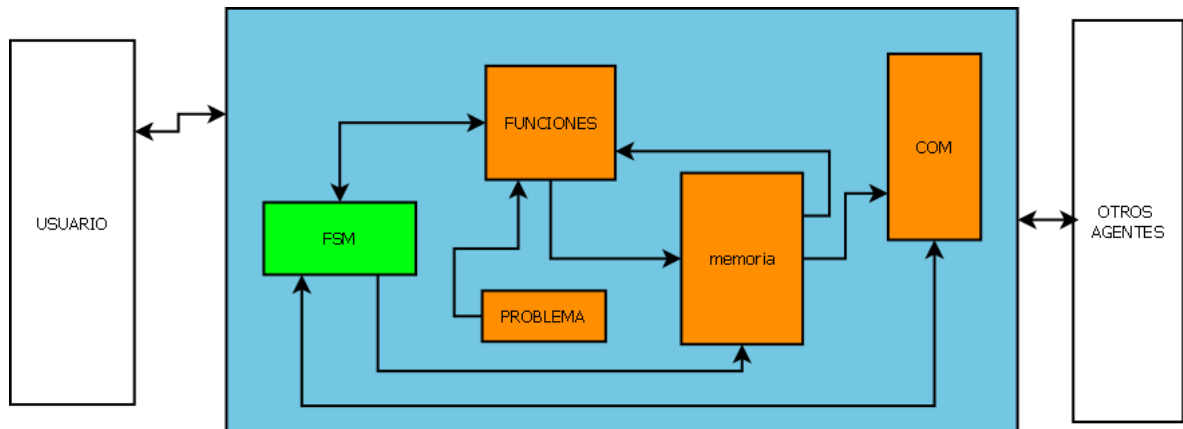 USUARIO
FUNCIONES
FSM
PROBLEMA
memoria
COM
OTROS
AGENTES